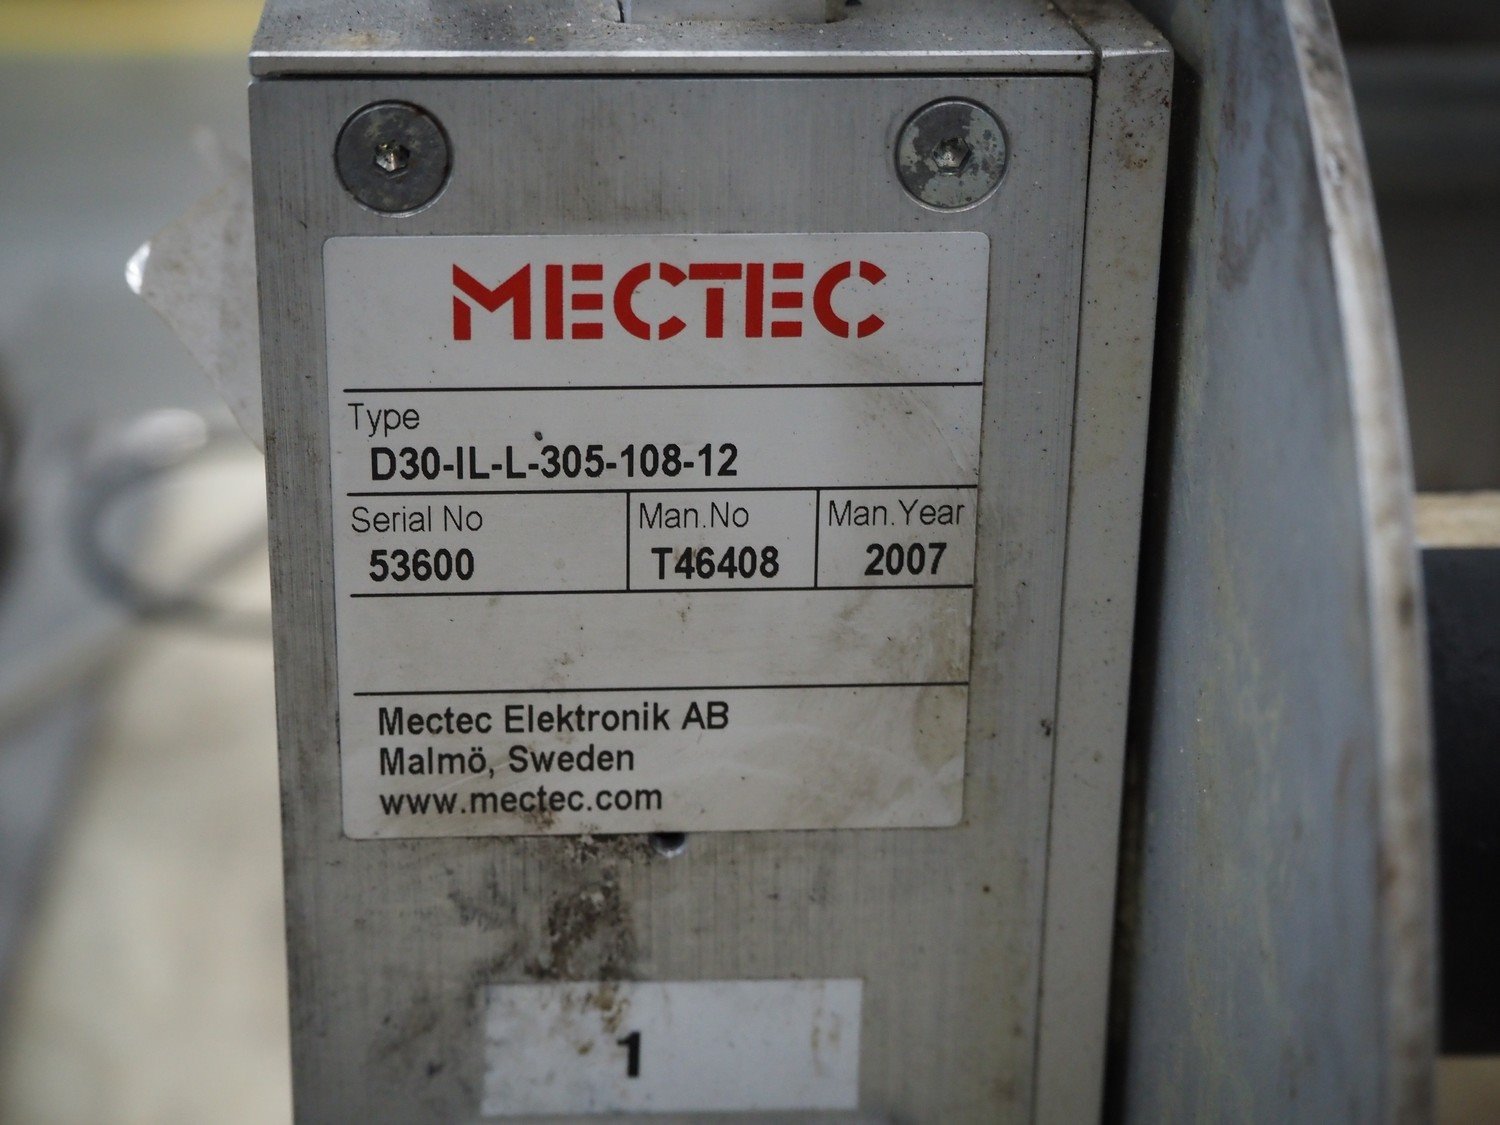 MECTEC
Type
D30-IL-L-305-108-12
Serial No Man.No Man.Year
53600 T46408 2007
Mectec Elektronik AB
Malmö, Sweden
www.mectec.com
1